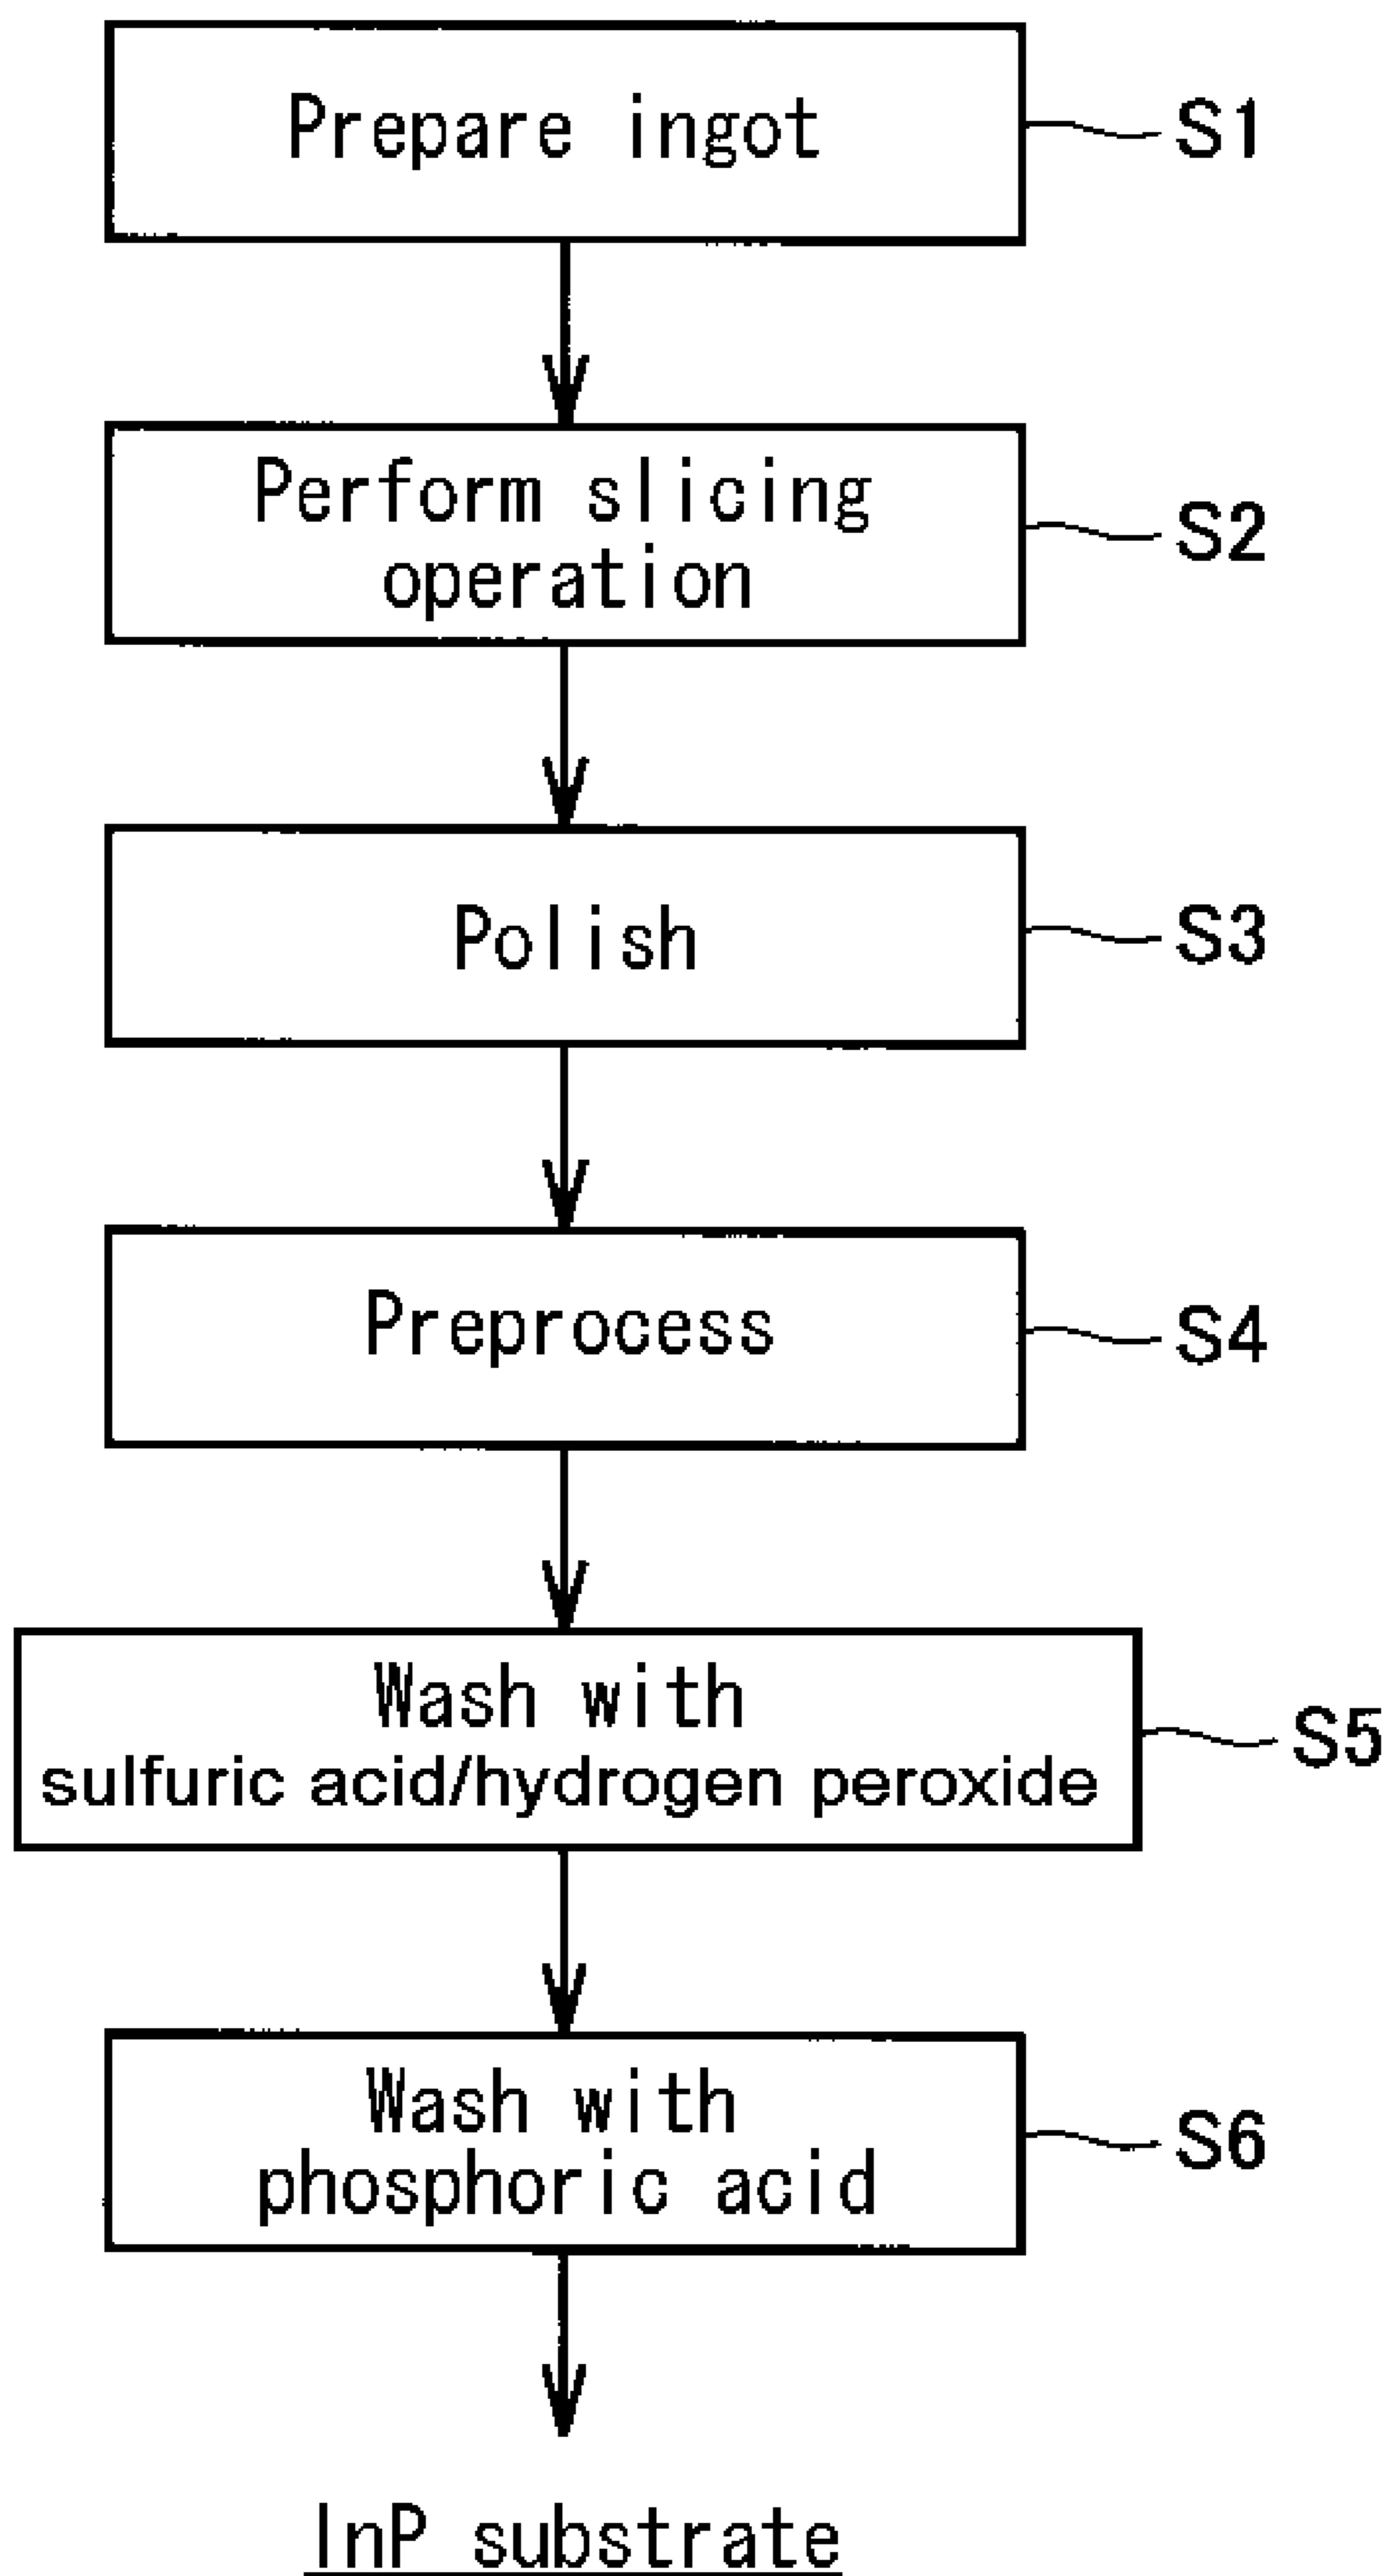 Prepare ingot
S1
Perform slicing
operation
S2
Polish
S3
Preprocess
S4
Wash with
sulfuric acid/hydrogen peroxide
S5
Wash with
phosphoric acid
S6
InP substrate